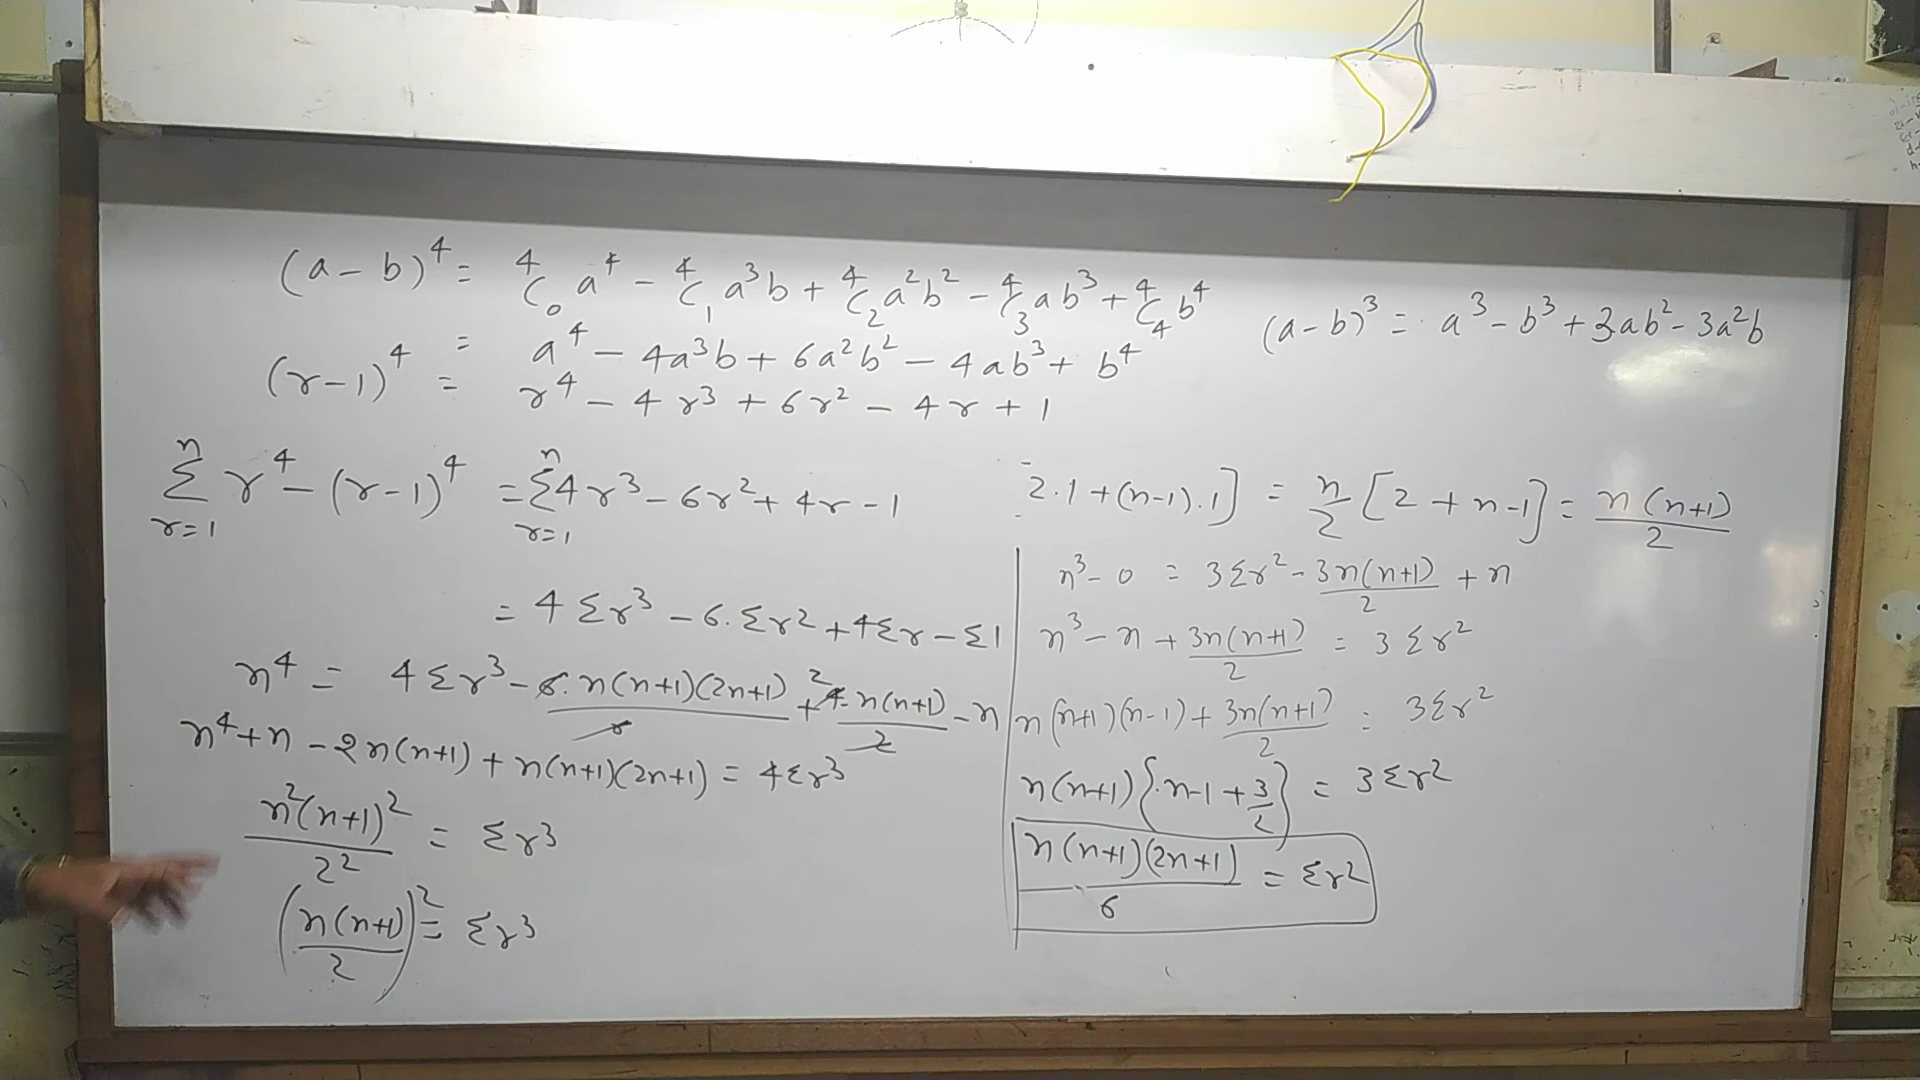 (a-b)⁴ = ⁴C₀ a⁴ - ⁴C₁ a³b + ⁴C₂ a²b² - ⁴C₃ ab³ + ⁴C₄ b⁴
= a⁴ - 4a³b + 6a²b² - 4ab³ + b⁴
(r-1)⁴ = r⁴ - 4r³ + 6r² - 4r + 1
n n
Σ r⁴ - (r-1)⁴ = Σ 4r³ - 6r² + 4r - 1
r=1 r=1
= 4Σr³ - 6.Σr² + 4Σr - Σ1
n⁴ = 4Σr³ - 6.n(n+1)(2n+1)/6 + ²4.n(n+1)/2 - n
n⁴+n - 2n(n+1) + n(n+1)(2n+1) = 4Σr³
n²(n+1)²/2² = Σr³
(n(n+1)/2)² = Σr³
(a-b)³ = a³ - b³ + 3ab² - 3a²b
2.1+(n-1).1] = n/2 [2+n-1] = n(n+1)/2
n³-0 = 3Σr² - 3n(n+1)/2 + n
n³ - n + 3n(n+1)/2 = 3Σr²
n(n+1)(n-1) + 3n(n+1)/2 = 3Σr²
n(n+1){n-1+3/2} = 3Σr²
n(n+1)(2n+1)/6 = Σr²